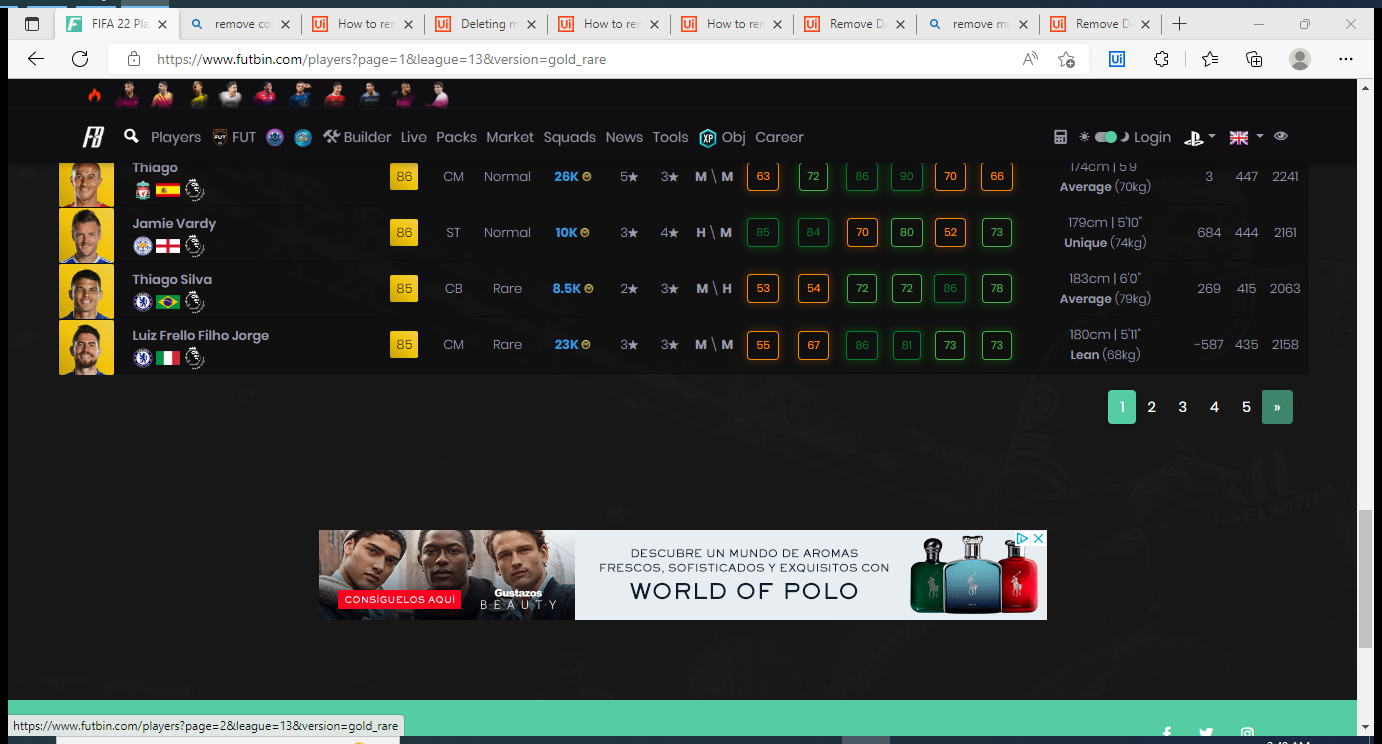 FIFA 22 Pla
remove co
How to rer
Deleting m
How to rer
How to rer
Remove Da
remove mu
Remove D
https://www.futbin.com/players?page=1&league=13&version=gold_rare
Players FUT Builder Live Packs Market Squads News Tools XP Obj Career Login
Thiago 86 CM Normal 26K 5★ 3★ M \ M 63 72 86 90 70 66 174cm | 5'9" Average (70kg) 3 447 2241
Jamie Vardy 85 84 70 80 52 73 179cm | 5'10"
86 ST Normal 10K 3★ 4★ H \ M Unique (74kg) 684 444 2161
Thiago Silva 183cm | 6'0"
85 CB Rare 8.5K 2★ 3★ M \ H 53 54 72 72 86 78 Average (79kg) 269 415 2063
Luiz Frello Filho Jorge 180cm | 5'11"
85 CM Rare 23K 3★ 3★ M \ M 55 67 86 81 73 73 Lean (68kg) -587 435 2158
1 2 3 4 5 »
LIVE LIMITLESS
CONSÍGUELOS AQUÍ
Gustazos
BEAUTY
DESCUBRE UN MUNDO DE AROMAS
FRESCOS, SOFISTICADOS Y EXQUISITOS CON
WORLD OF POLO
https://www.futbin.com/players?page=2&league=13&version=gold_rare